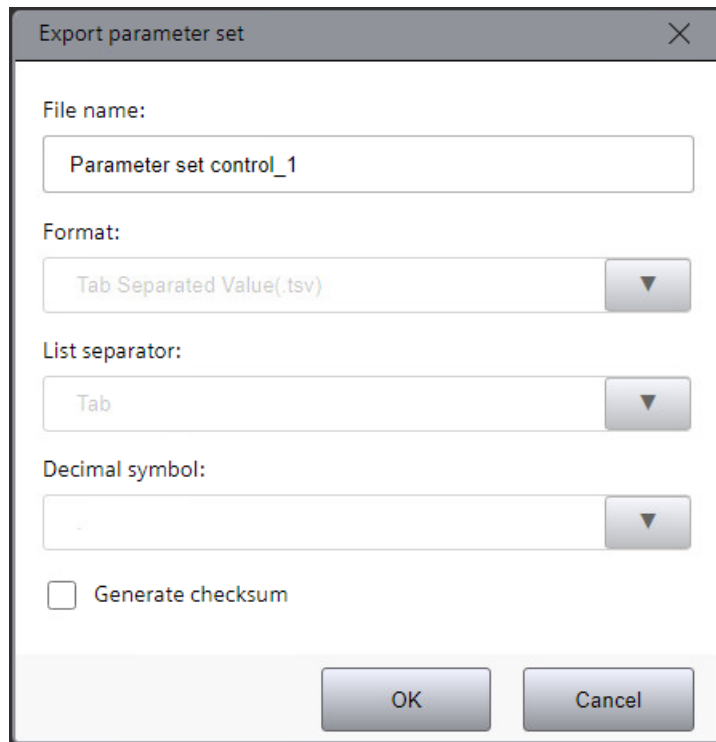 Export parameter set
File name:
Parameter set control_1
Format:
Tab Separated Value(.tsv)
List separator:
Tab
Decimal symbol:
.
Generate checksum
OK
Cancel